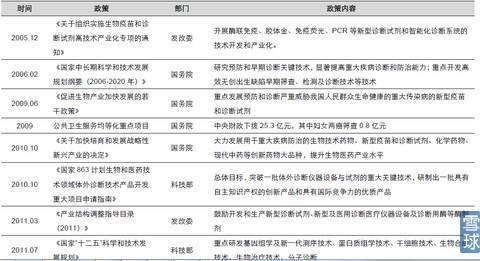 时间 政策 部门 政策内容
2005.12 《关于组织实施生物疫苗和诊断试剂高技术产业化专项的通知》 发改委 开展酶联免疫、胶体金、免疫荧光、PCR 等新型诊断试剂和智能化诊断系统的技术开发和产业化。
2006.02 《国家中长期科学和技术发展规划纲要（2006-2020 年）》 国务院 研究预防和早期诊断关键技术，显著提高重大疾病诊断和防治能力；重点开发高效无创出生缺陷早期筛查、检测及诊断技术等技术
2009.06 《促进生物产业加快发展的若干政策》 国务院 重点发展预防和诊断严重威胁我国人民群众生命健康的重大传染病的新型疫苗和诊断试剂
2009 公共卫生服务均等化重点项目 国务院 中央财政下拨 25.3 亿元，其中妇女两癌筛查 0.8 亿元
2010.10 《关于加快培育和发展战略性新兴产业的决定》 国务院 大力发展用于重大疾病防治的生物技术药物、新型疫苗和诊断试剂、化学药物、现代中药等创新药物大品种，提升生物医药产业水平
2010.10 《国家 863 计划生物和医药技术领域体外诊断技术产品开发重大项目申请指南》 科技部 总体目标，突破一批体外诊断仪器设备与试剂的重大关键技术，研制出一批具有自主知识产权的创新产品和具有国际竞争力的优质产品
2011.03 《产业结构调整指导目录（2011）》 发改委 鼓励开发和生产新型诊断试剂、新型及医用诊断医疗仪器设备及诊断用酶等酶制剂
2011.07 《国家“十二五”科学和技术发展规划》 科技部 重点研发基因组学及新一代测序技术、蛋白质组学技术、干细胞技术、生物合技术、生物治疗技术、分子诊断
雪球